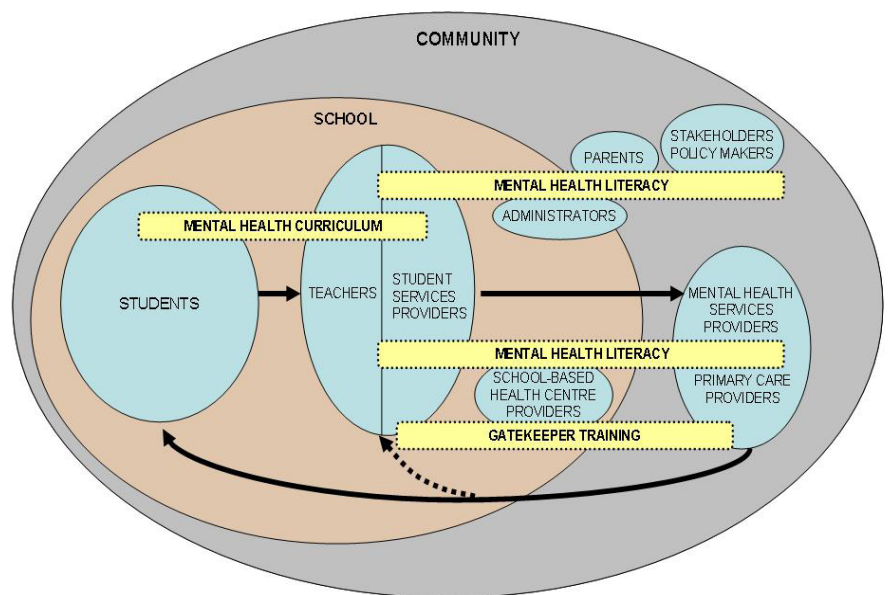 COMMUNITY
SCHOOL
STAKEHOLDERS
POLICY MAKERS
PARENTS
MENTAL HEALTH LITERACY
ADMINISTRATORS
MENTAL HEALTH CURRICULUM
STUDENTS
TEACHERS
STUDENT
SERVICES
PROVIDERS
MENTAL HEALTH
SERVICES
PROVIDERS
MENTAL HEALTH LITERACY
SCHOOL-BASED
HEALTH CENTRE
PROVIDERS
PRIMARY CARE
PROVIDERS
GATEKEEPER TRAINING